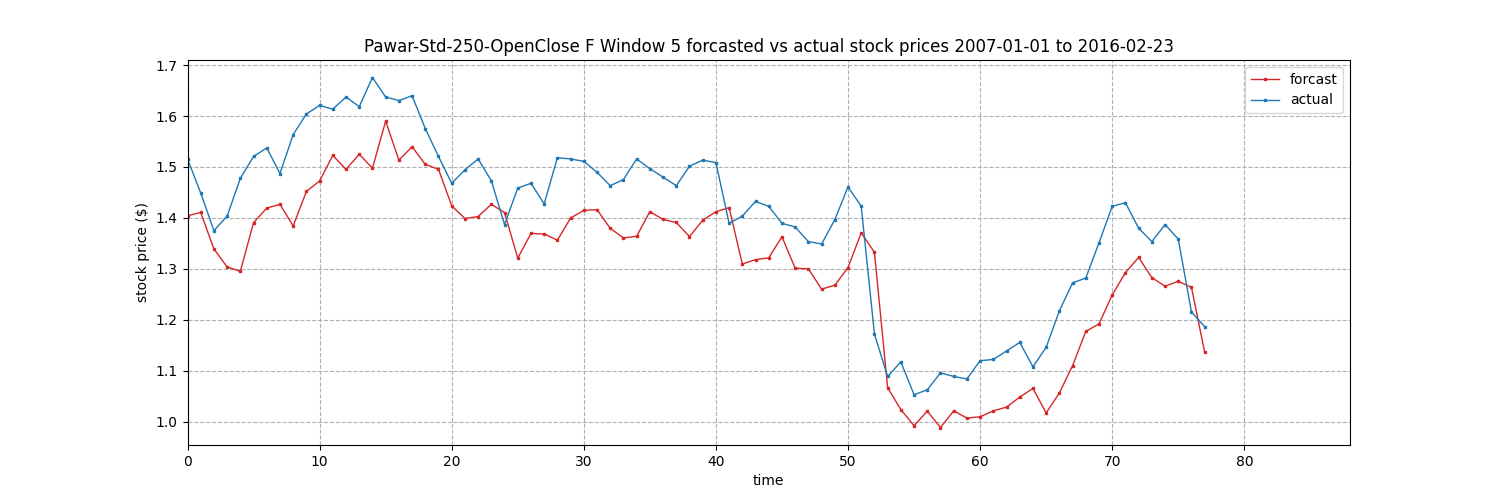 Pawar-Std-250-OpenClose F Window 5 forcasted vs actual stock prices 2007-01-01 to 2016-02-23
forcast
actual
stock price ($)
1.7
1.6
1.5
1.4
1.3
1.2
1.1
1.0
0 10 20 30 40 50 60 70 80
time